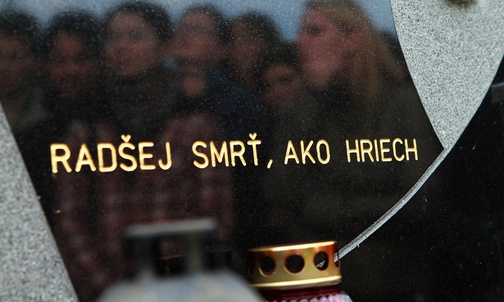 RADŠEJ SMRŤ, AKO HRIECH